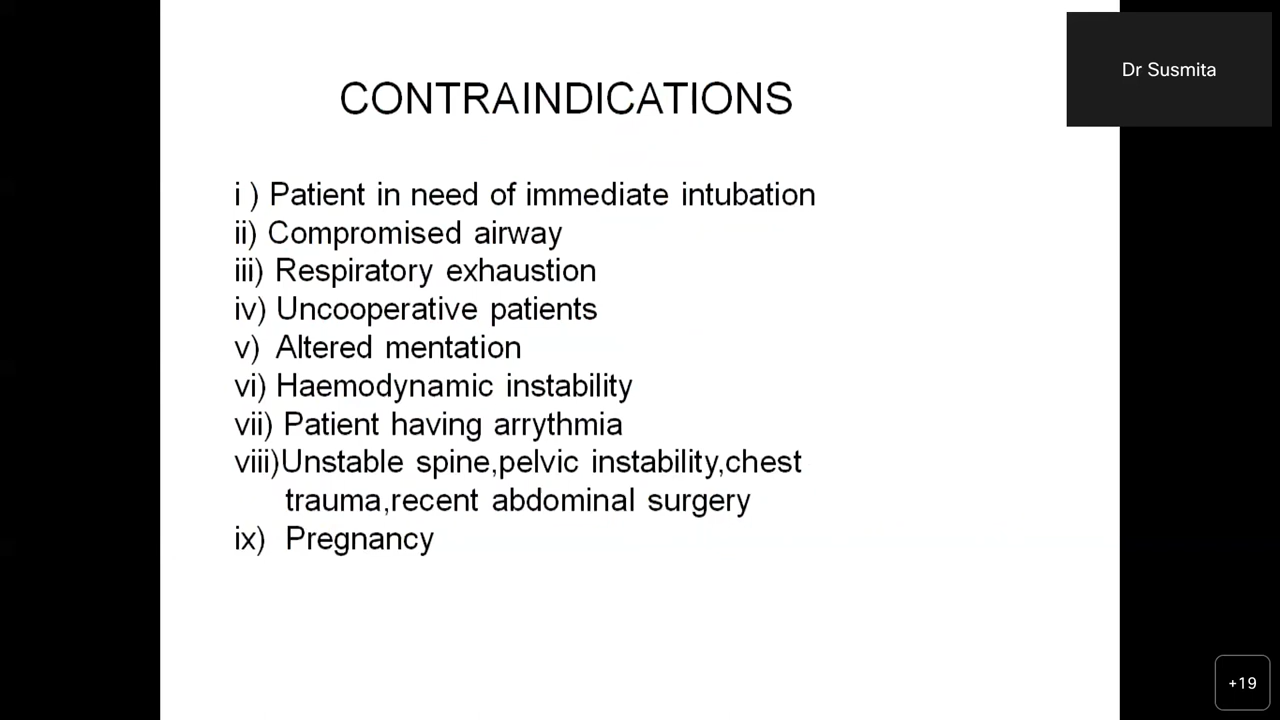 CONTRAINDICATIONS
Dr Susmita
i ) Patient in need of immediate intubation
ii) Compromised airway
iii) Respiratory exhaustion
iv) Uncooperative patients
v) Altered mentation
vi) Haemodynamic instability
vii) Patient having arrythmia
viii)Unstable spine,pelvic instability,chest
trauma,recent abdominal surgery
ix) Pregnancy
+19